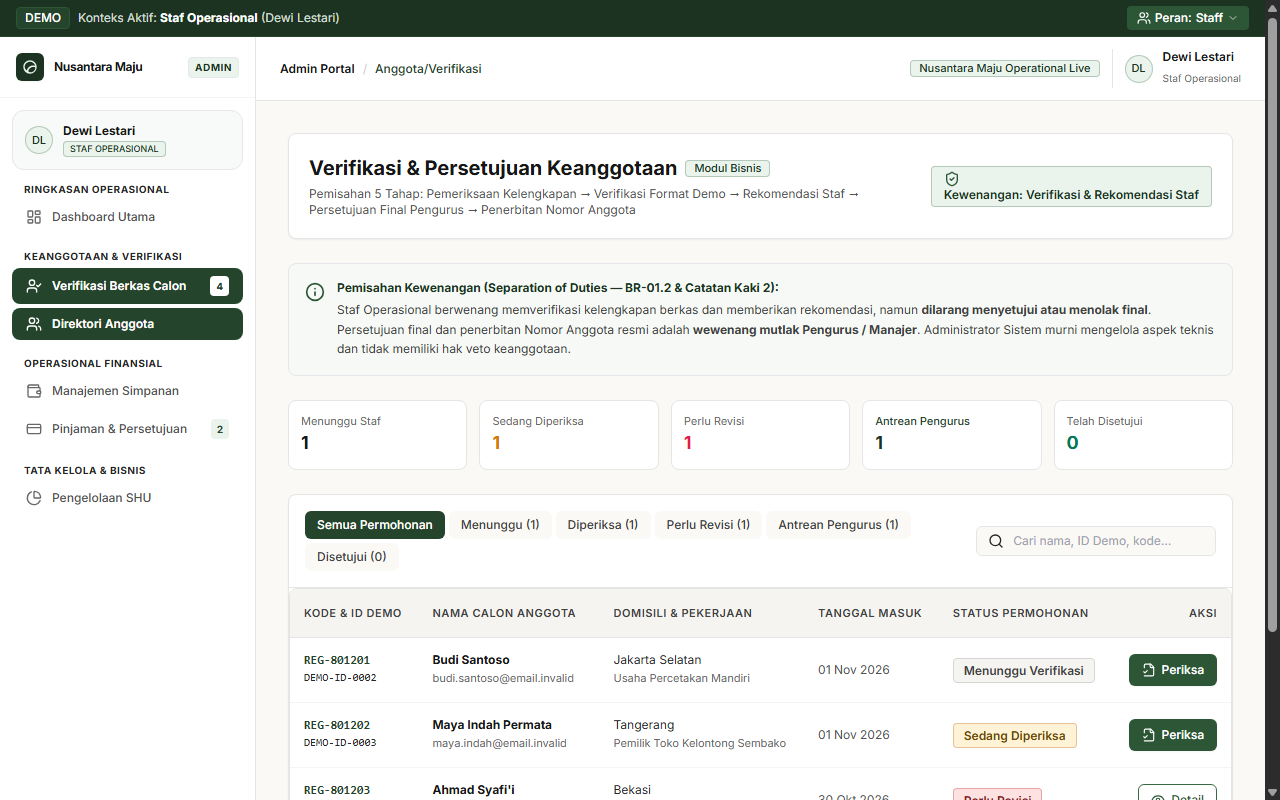 DEMO Konteks Aktif: Staf Operasional (Dewi Lestari)
Peran: Staff
Nusantara Maju
ADMIN
Admin Portal / Anggota/Verifikasi
Nusantara Maju Operational Live
DL
Dewi Lestari
Staf Operasional
DL
Dewi Lestari
STAF OPERASIONAL
RINGKASAN OPERASIONAL
Dashboard Utama
KEANGGOTAAN & VERIFIKASI
Verifikasi Berkas Calon 4
Direktori Anggota
OPERASIONAL FINANSIAL
Manajemen Simpanan
Pinjaman & Persetujuan 2
TATA KELOLA & BISNIS
Pengelolaan SHU
Verifikasi & Persetujuan Keanggotaan Modul Bisnis
Pemisahan 5 Tahap: Pemeriksaan Kelengkapan → Verifikasi Format Demo → Rekomendasi Staf →
Persetujuan Final Pengurus → Penerbitan Nomor Anggota
Kewenangan: Verifikasi & Rekomendasi Staf
Pemisahan Kewenangan (Separation of Duties — BR-01.2 & Catatan Kaki 2):
Staf Operasional berwenang memverifikasi kelengkapan berkas dan memberikan rekomendasi, namun dilarang menyetujui atau menolak final.
Persetujuan final dan penerbitan Nomor Anggota resmi adalah wewenang mutlak Pengurus / Manajer. Administrator Sistem murni mengelola aspek teknis
dan tidak memiliki hak veto keanggotaan.
Menunggu Staf
1
Sedang Diperiksa
1
Perlu Revisi
1
Antrean Pengurus
1
Telah Disetujui
0
Semua Permohonan Menunggu (1) Diperiksa (1) Perlu Revisi (1) Antrean Pengurus (1)
Disetujui (0)
Cari nama, ID Demo, kode...
KODE & ID DEMO NAMA CALON ANGGOTA DOMISILI & PEKERJAAN TANGGAL MASUK STATUS PERMOHONAN AKSI
REG-801201 Budi Santoso Jakarta Selatan 01 Nov 2026 Menunggu Verifikasi Periksa
DEMO-ID-0002 budi.santoso@email.invalid Usaha Percetakan Mandiri
REG-801202 Maya Indah Permata Tangerang 01 Nov 2026 Sedang Diperiksa Periksa
DEMO-ID-0003 maya.indah@email.invalid Pemilik Toko Kelontong Sembako
REG-801203 Ahmad Syafi'i Bekasi 30 Okt 2026 Perlu Revisi Detail